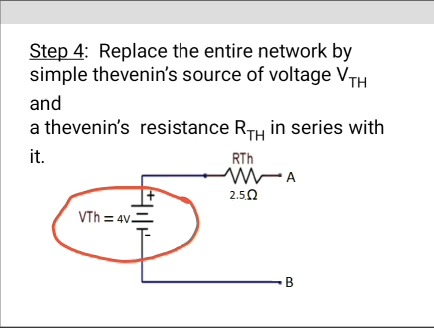 Step 4: Replace the entire network by
simple thevenin's source of voltage VTH
and
a thevenin's resistance RTH in series with
it.
RTh
A
2.5Ω
+
VTh = 4V
-
B